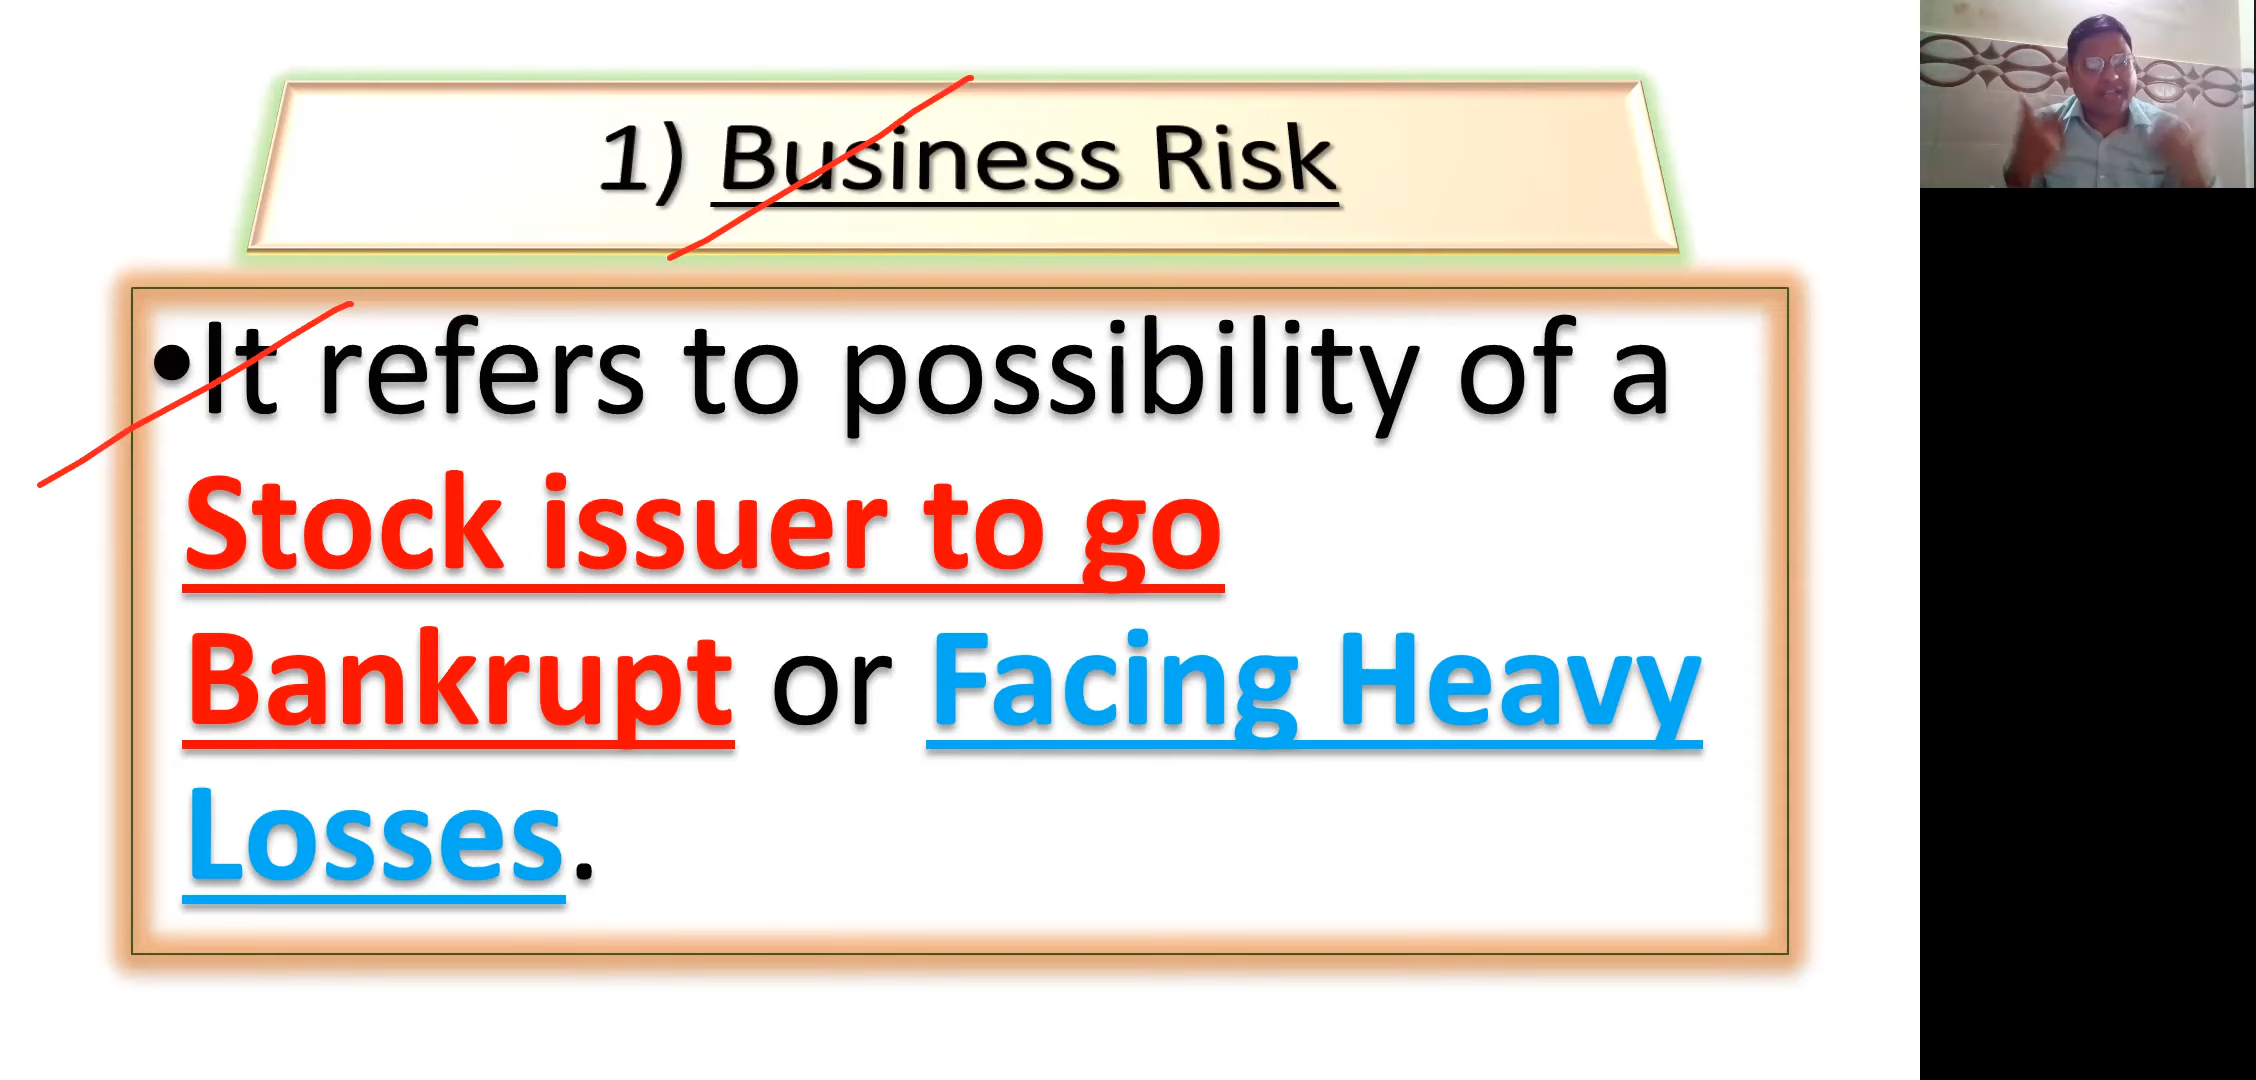 1) Business Risk
•It refers to possibility of a
Stock issuer to go
Bankrupt or Facing Heavy
Losses.